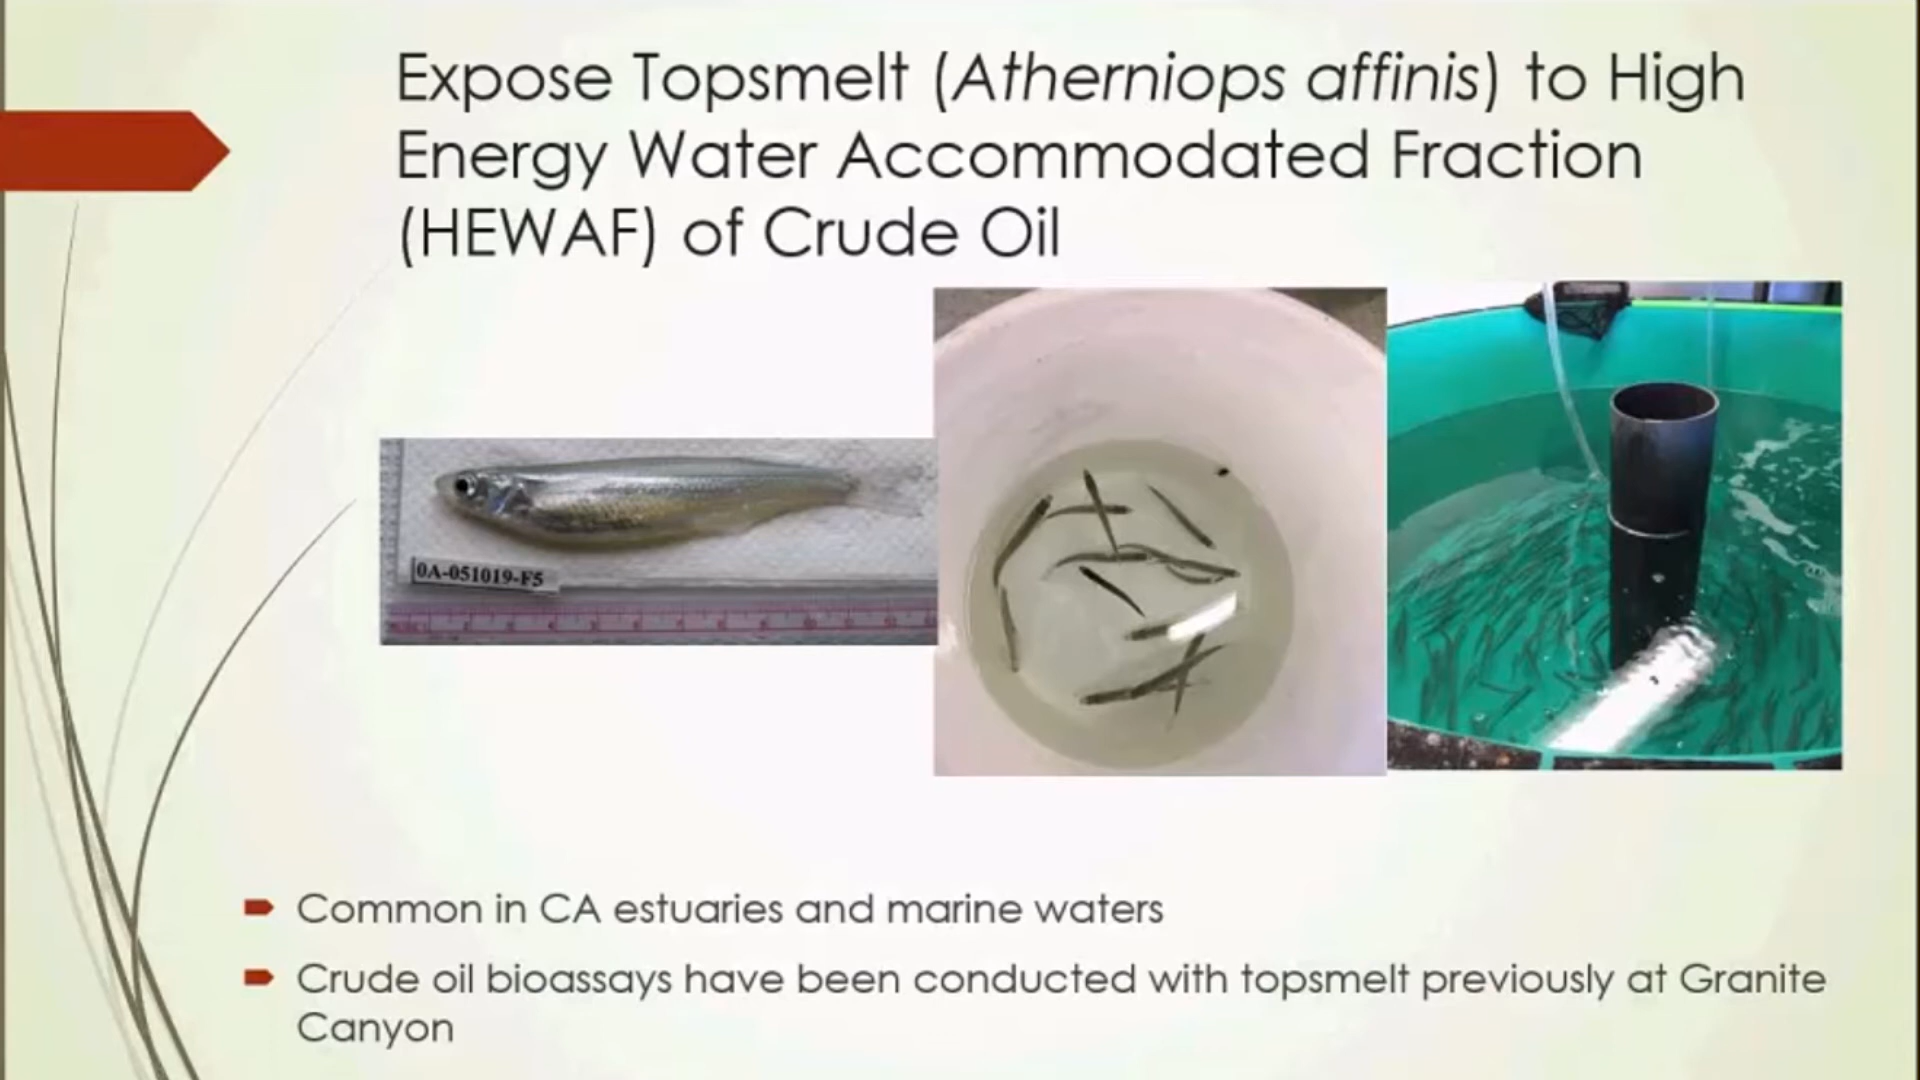 Expose Topsmelt (Atherniops affinis) to High
Energy Water Accommodated Fraction
(HEWAF) of Crude Oil
0A-051019-F5
Common in CA estuaries and marine waters
Crude oil bioassays have been conducted with topsmelt previously at Granite
Canyon